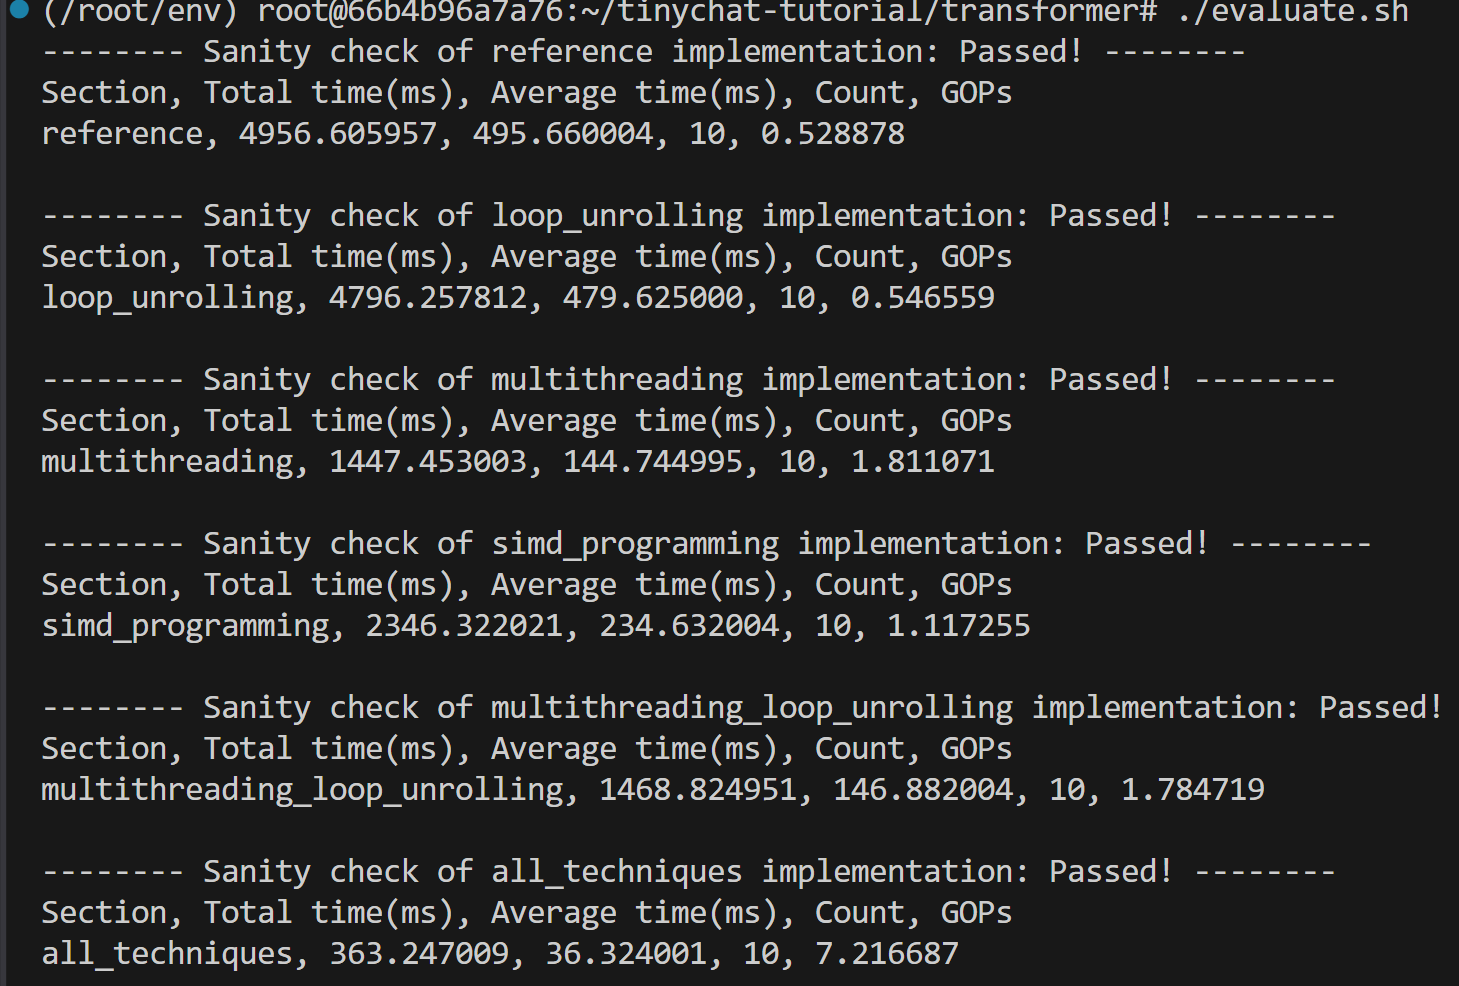 (/root/env) root@66b4b96a7a76:~/tinychat-tutorial/transformer# ./evaluate.sh
-------- Sanity check of reference implementation: Passed! --------
Section, Total time(ms), Average time(ms), Count, GOPs
reference, 4956.605957, 495.660004, 10, 0.528878
-------- Sanity check of loop_unrolling implementation: Passed! --------
Section, Total time(ms), Average time(ms), Count, GOPs
loop_unrolling, 4796.257812, 479.625000, 10, 0.546559
-------- Sanity check of multithreading implementation: Passed! --------
Section, Total time(ms), Average time(ms), Count, GOPs
multithreading, 1447.453003, 144.744995, 10, 1.811071
-------- Sanity check of simd_programming implementation: Passed! --------
Section, Total time(ms), Average time(ms), Count, GOPs
simd_programming, 2346.322021, 234.632004, 10, 1.117255
-------- Sanity check of multithreading_loop_unrolling implementation: Passed!
Section, Total time(ms), Average time(ms), Count, GOPs
multithreading_loop_unrolling, 1468.824951, 146.882004, 10, 1.784719
-------- Sanity check of all_techniques implementation: Passed! --------
Section, Total time(ms), Average time(ms), Count, GOPs
all_techniques, 363.247009, 36.324001, 10, 7.216687